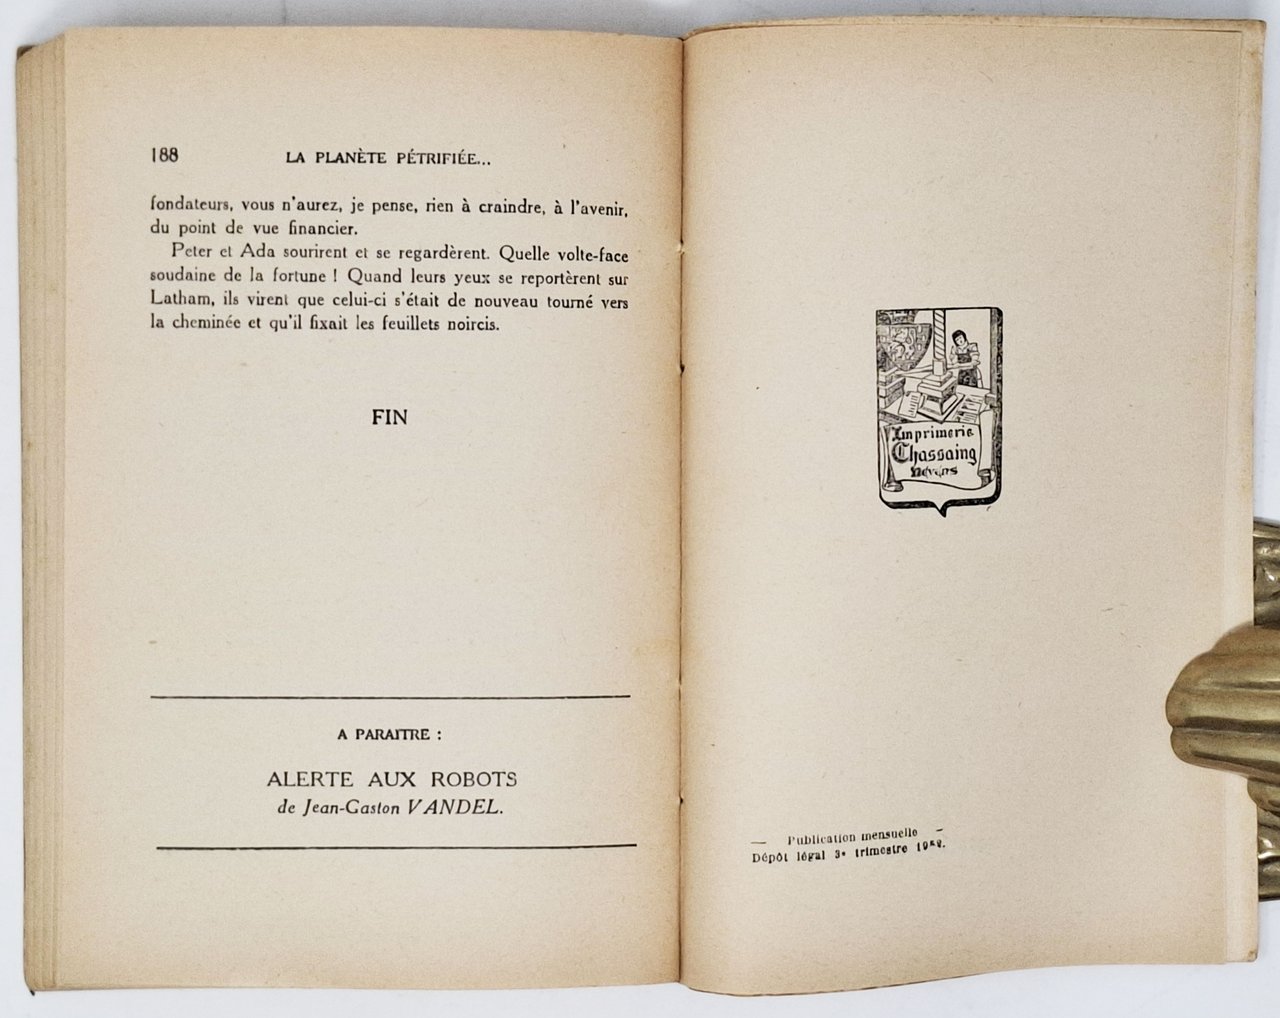 188
LA PLANÈTE PÉTRIFIÉE...
fondateurs, vous n'aurez, je pense, rien à craindre, à l'avenir,
du point de vue financier.
Peter et Ada sourirent et se regardèrent. Quelle volte-face
soudaine de la fortune ! Quand leurs yeux se reportèrent sur
Latham, ils virent que celui-ci s'était de nouveau tourné vers
la cheminée et qu'il fixait les feuillets noircis.
FIN
A PARAITRE :
ALERTE AUX ROBOTS
de Jean-Gaston VANDEL.
Imprimerie
Chassaing
Nevers
— Publication mensuelle —
Dépôt légal 3e trimestre